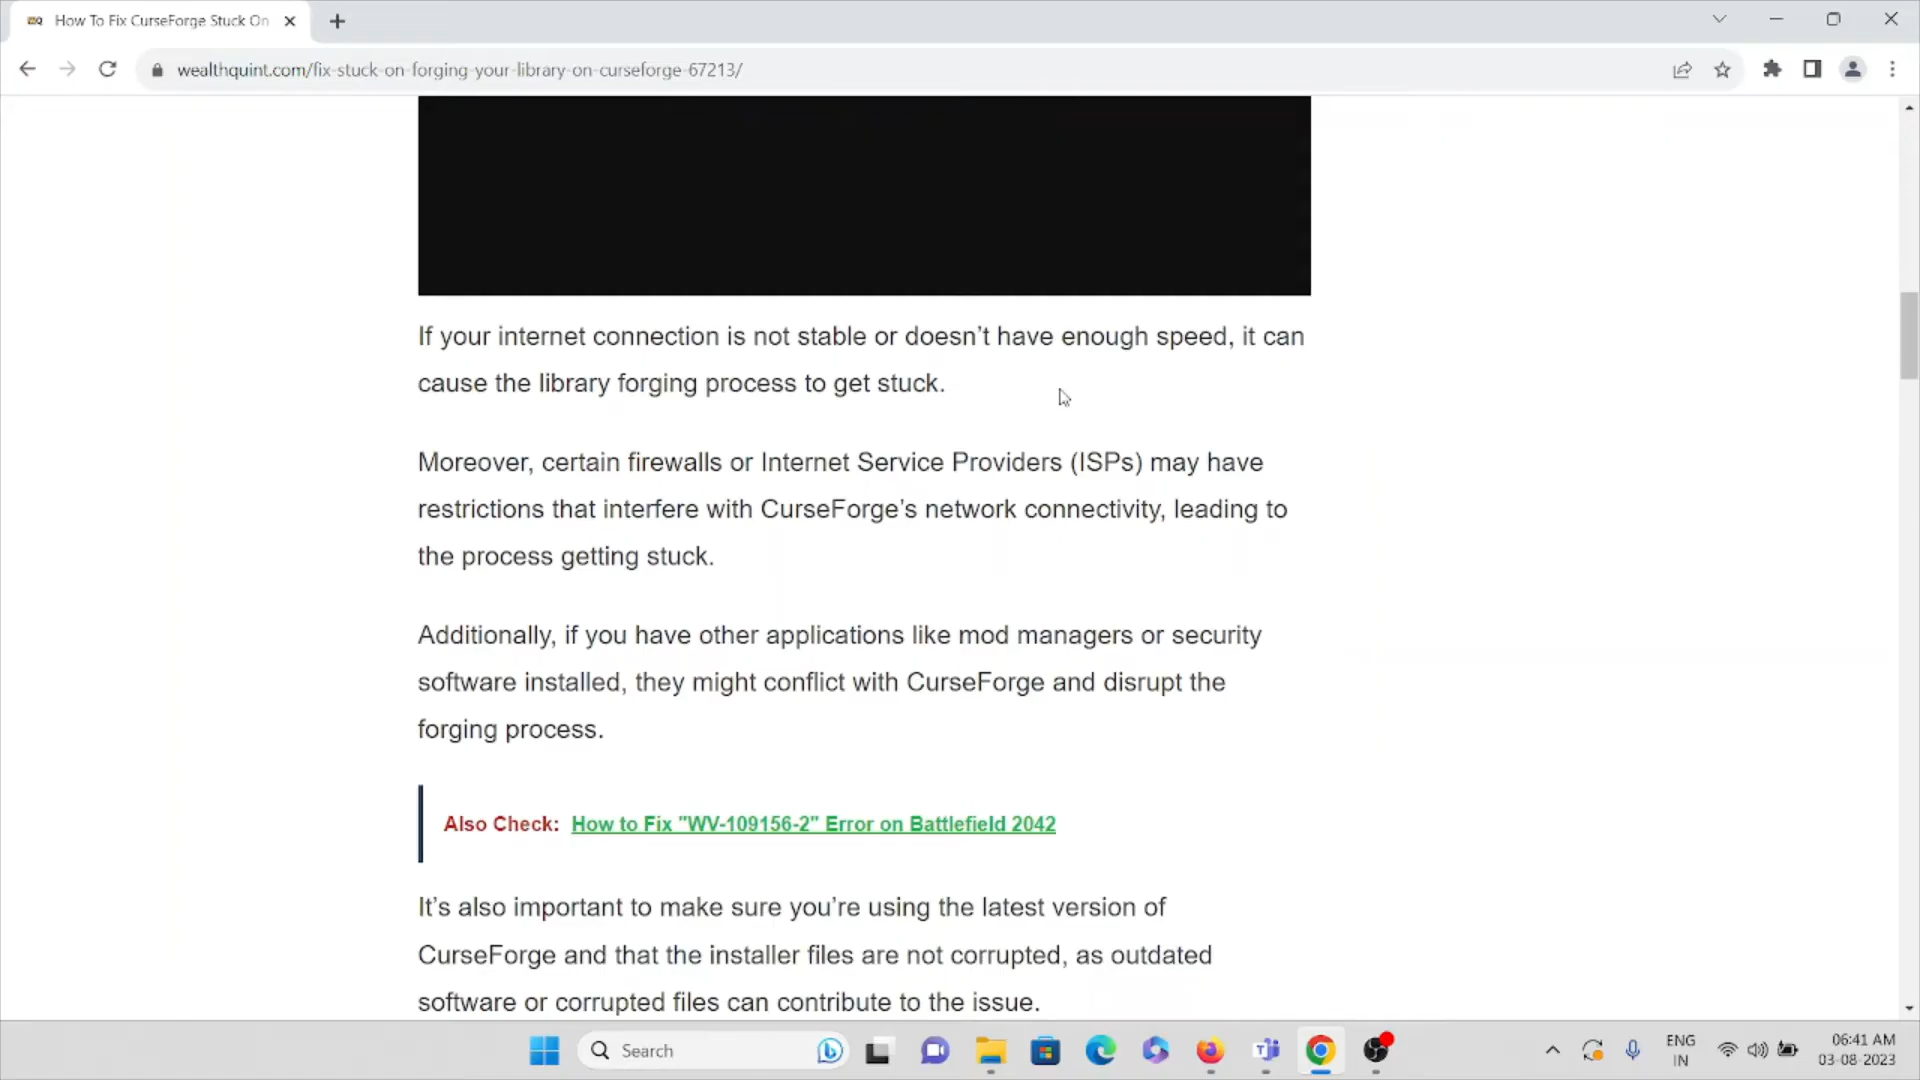 How To Fix CurseForge Stuck On
wealthquint.com/fix-stuck-on-forging-your-library-on-curseforge-67213/
If your internet connection is not stable or doesn’t have enough speed, it can
cause the library forging process to get stuck.
Moreover, certain firewalls or Internet Service Providers (ISPs) may have
restrictions that interfere with CurseForge’s network connectivity, leading to
the process getting stuck.
Additionally, if you have other applications like mod managers or security
software installed, they might conflict with CurseForge and disrupt the
forging process.
Also Check: How to Fix "WV-109156-2" Error on Battlefield 2042
It’s also important to make sure you’re using the latest version of
CurseForge and that the installer files are not corrupted, as outdated
software or corrupted files can contribute to the issue.
Search
ENG
IN
06:41 AM
03-08-2023